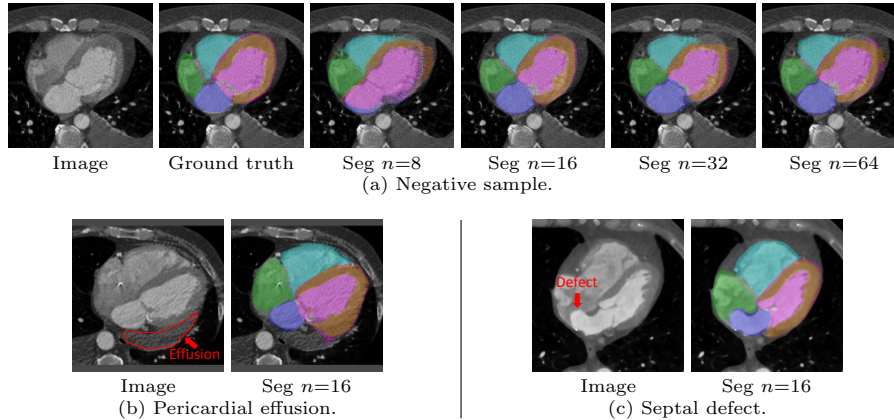 Image Ground truth Seg n=8 Seg n=16 Seg n=32 Seg n=64
(a) Negative sample.
Effusion
Defect
Image Seg n=16 Image Seg n=16
(b) Pericardial effusion. (c) Septal defect.